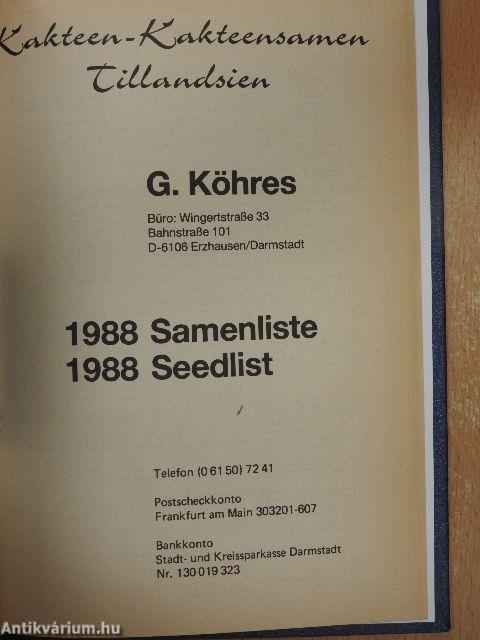 Kakteen-Kakteensamen
Tillandsien
G. Köhres
Büro: Wingertstraße 33
Bahnstraße 101
D-6106 Erzhausen/Darmstadt
1988 Samenliste
1988 Seedlist
Telefon (0 61 50) 72 41
Postscheckkonto
Frankfurt am Main 303201-607
Bankkonto
Stadt- und Kreissparkasse Darmstadt
Nr. 130 019 323
Antikvárium.hu